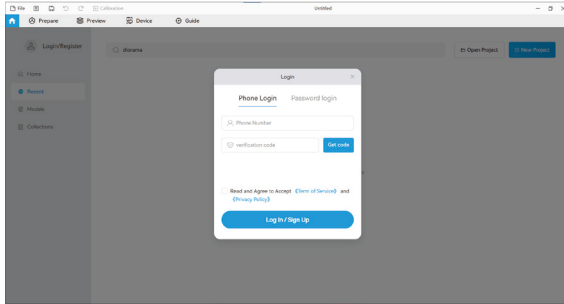 File
Calibration
Untitled
Prepare
Preview
Device
Guide
Login/Register
diorama
Open Project
New Project
Home
Recent
Models
Collections
Login
Phone Login
Password login
Phone Number
verification code
Get code
Read and Agree to Accept 《Term of Service》 and
《Privacy Policy》
Log In / Sign Up